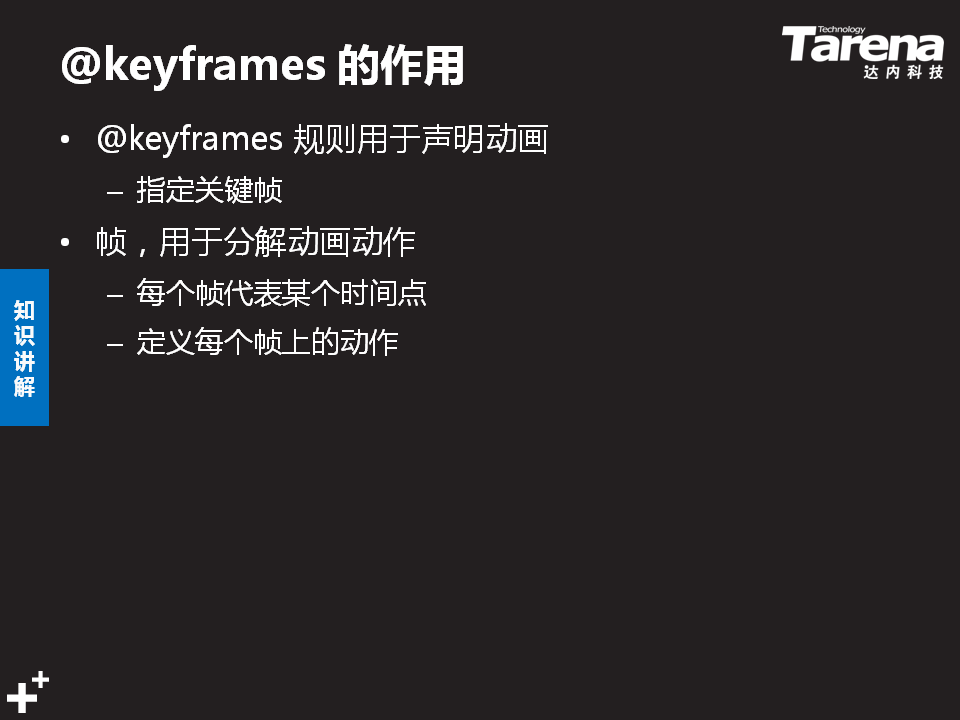 @keyframes 的作用
Technology
Tarena
达内科技
• @keyframes 规则用于声明动画
– 指定关键帧
• 帧，用于分解动画动作
– 每个帧代表某个时间点
– 定义每个帧上的动作
知识讲解